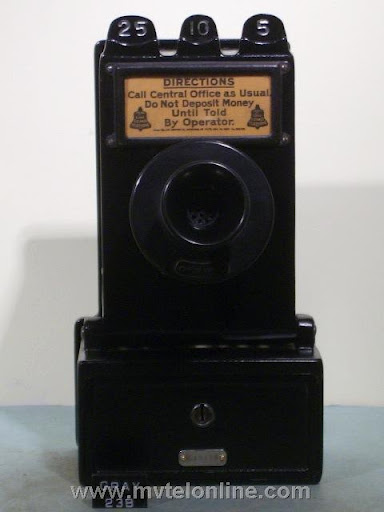 25 10 5
DIRECTIONS
Call Central Office as Usual.
Do Not Deposit Money
Until Told
By Operator.
GRAY
23B
www.mvtelonline.com